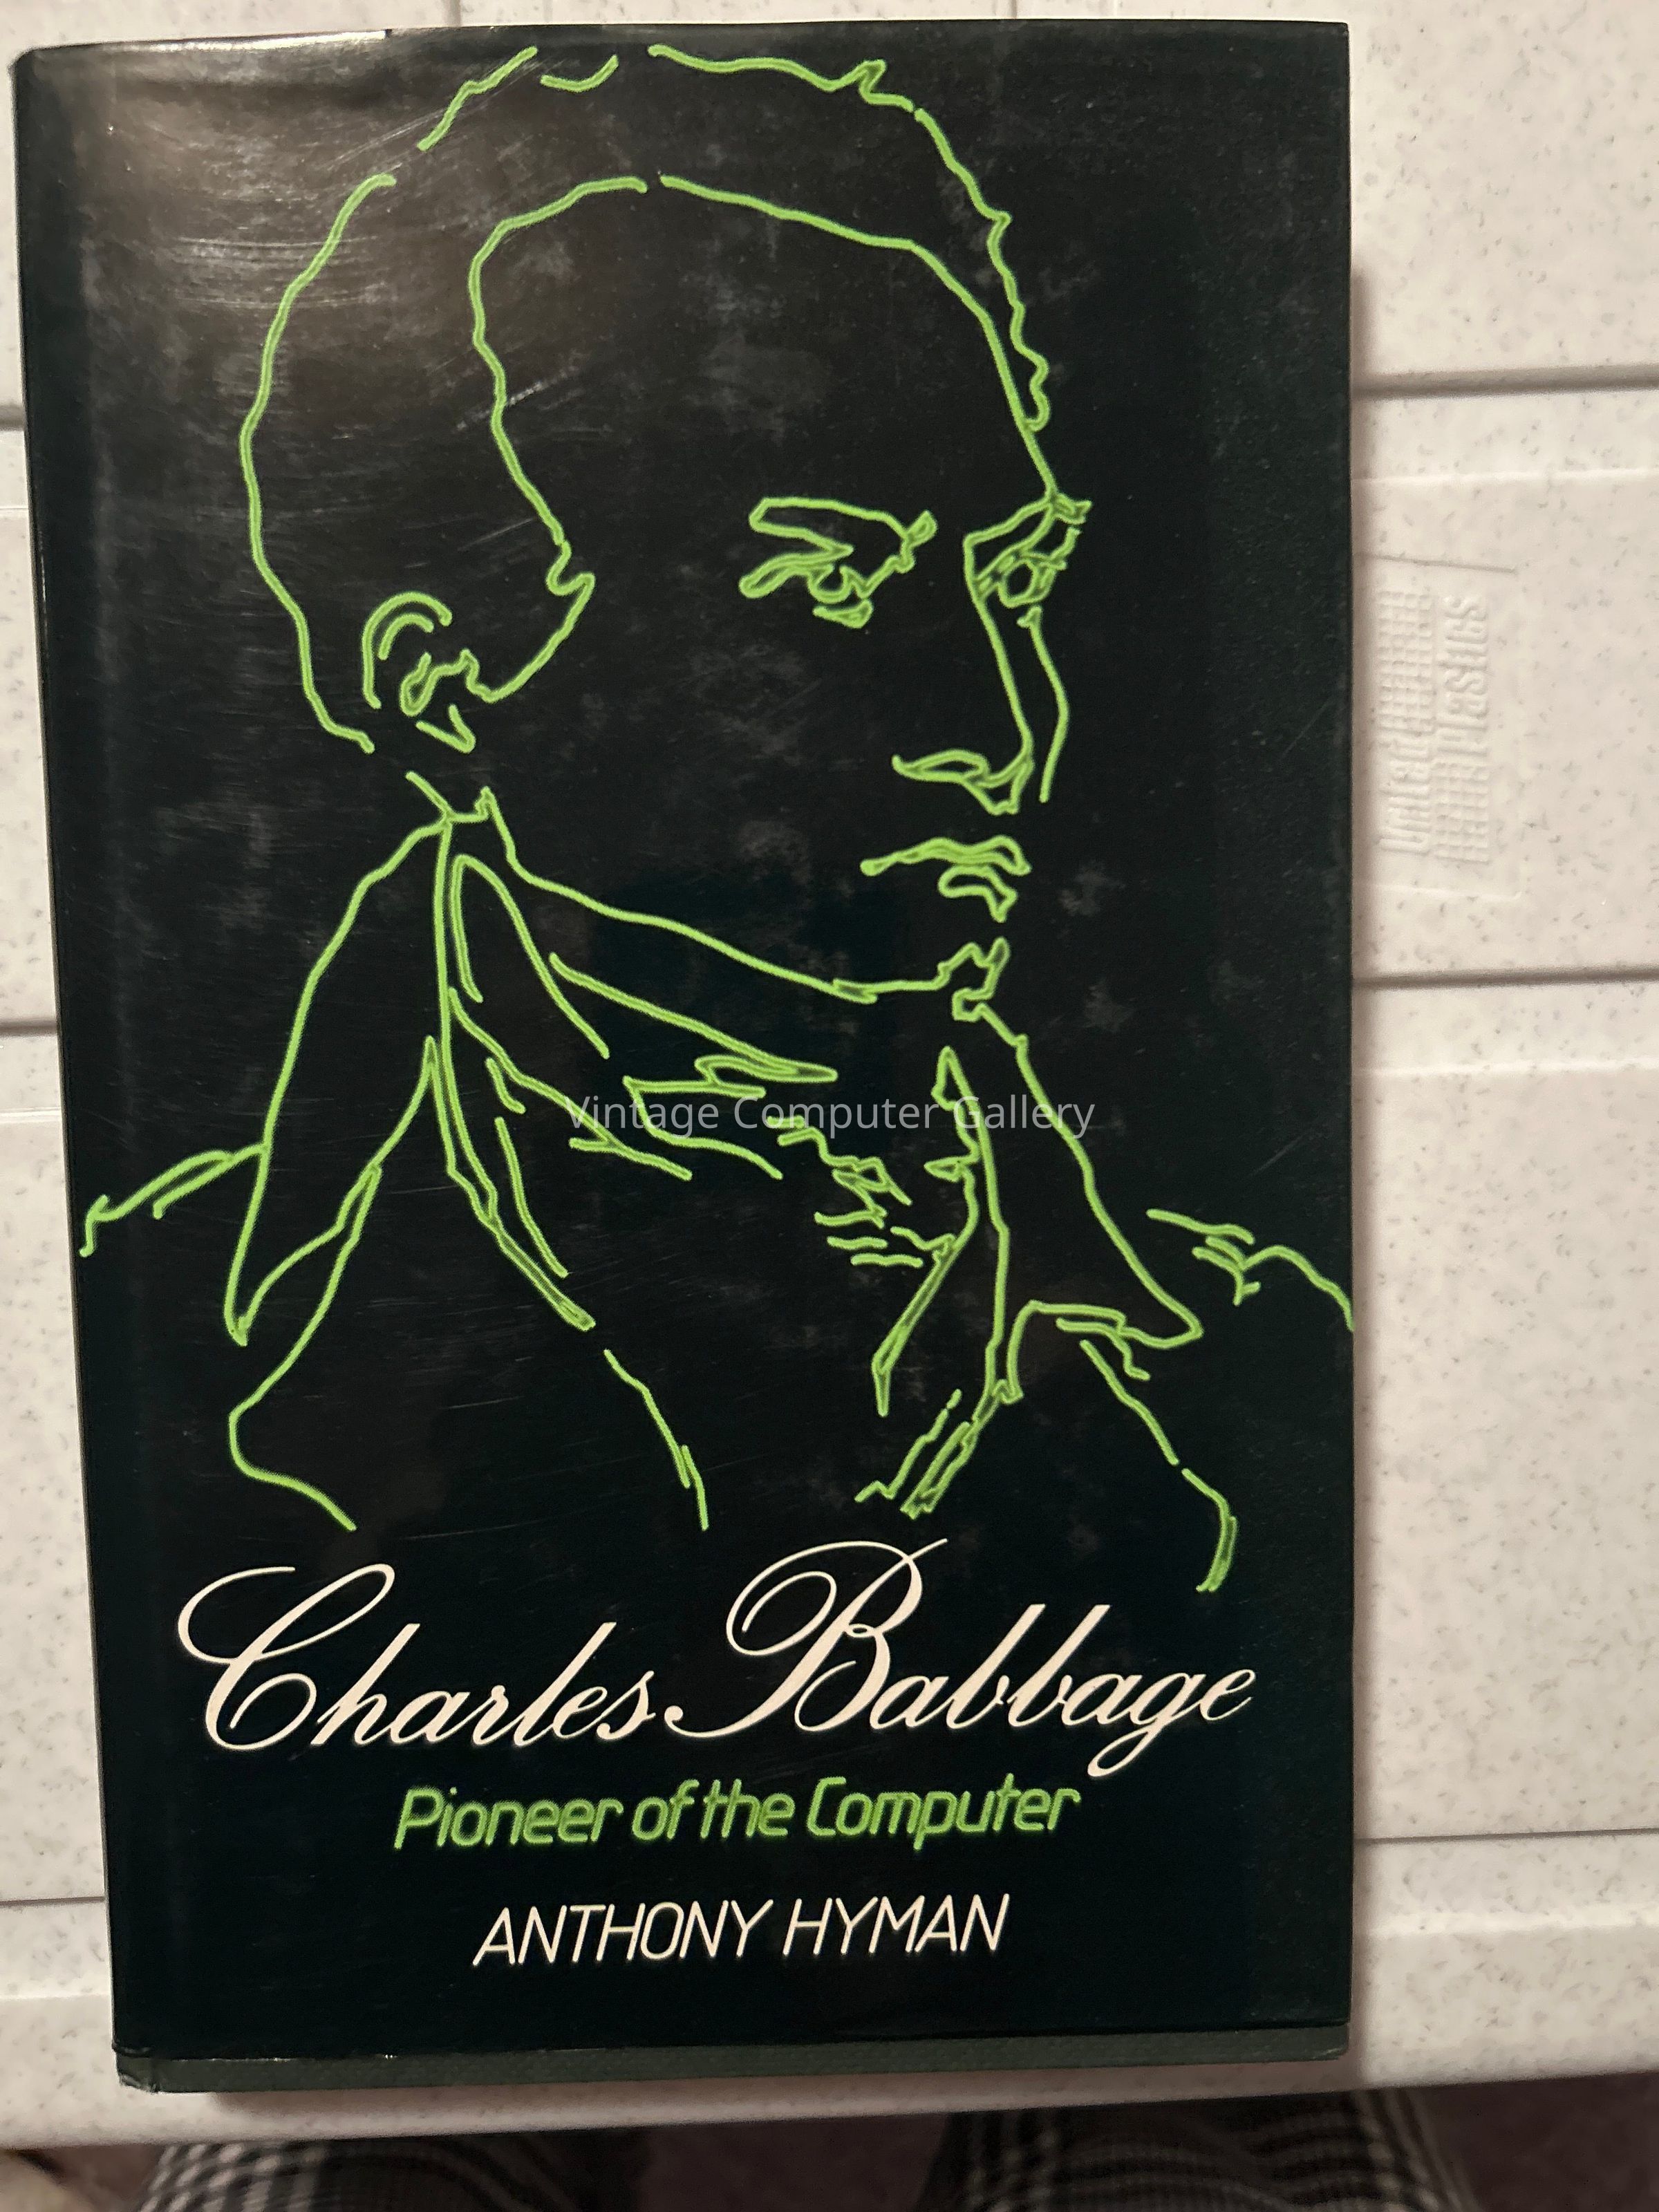 Vintage Computer Gallery
Charles Babbage
Pioneer of the Computer
ANTHONY HYMAN